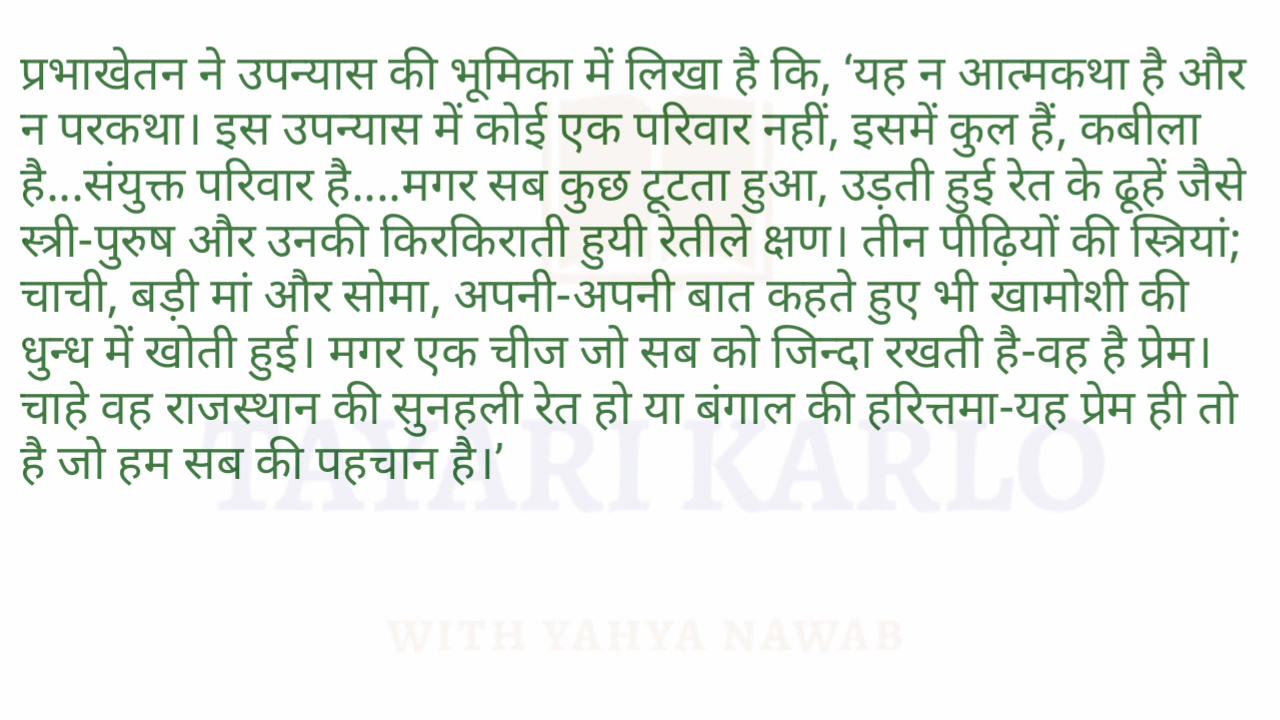 प्रभाखेतन ने उपन्यास की भूमिका में लिखा है कि, ‘यह न आत्मकथा है और
न परकथा। इस उपन्यास में कोई एक परिवार नहीं, इसमें कुल हैं, कबीला
है...संयुक्त परिवार है....मगर सब कुछ टूटता हुआ, उड़ती हुई रेत के ढूहें जैसे
स्त्री-पुरुष और उनकी किरकिराती हुयी रेतीले क्षण। तीन पीढ़ियों की स्त्रियां;
चाची, बड़ी मां और सोमा, अपनी-अपनी बात कहते हुए भी खामोशी की
धुन्ध में खोती हुई। मगर एक चीज जो सब को जिन्दा रखती है-वह है प्रेम।
चाहे वह राजस्थान की सुनहली रेत हो या बंगाल की हरित्तमा-यह प्रेम ही तो
है जो हम सब की पहचान है।’
TAYARI KARLO
WITH YAHYA NAWAB